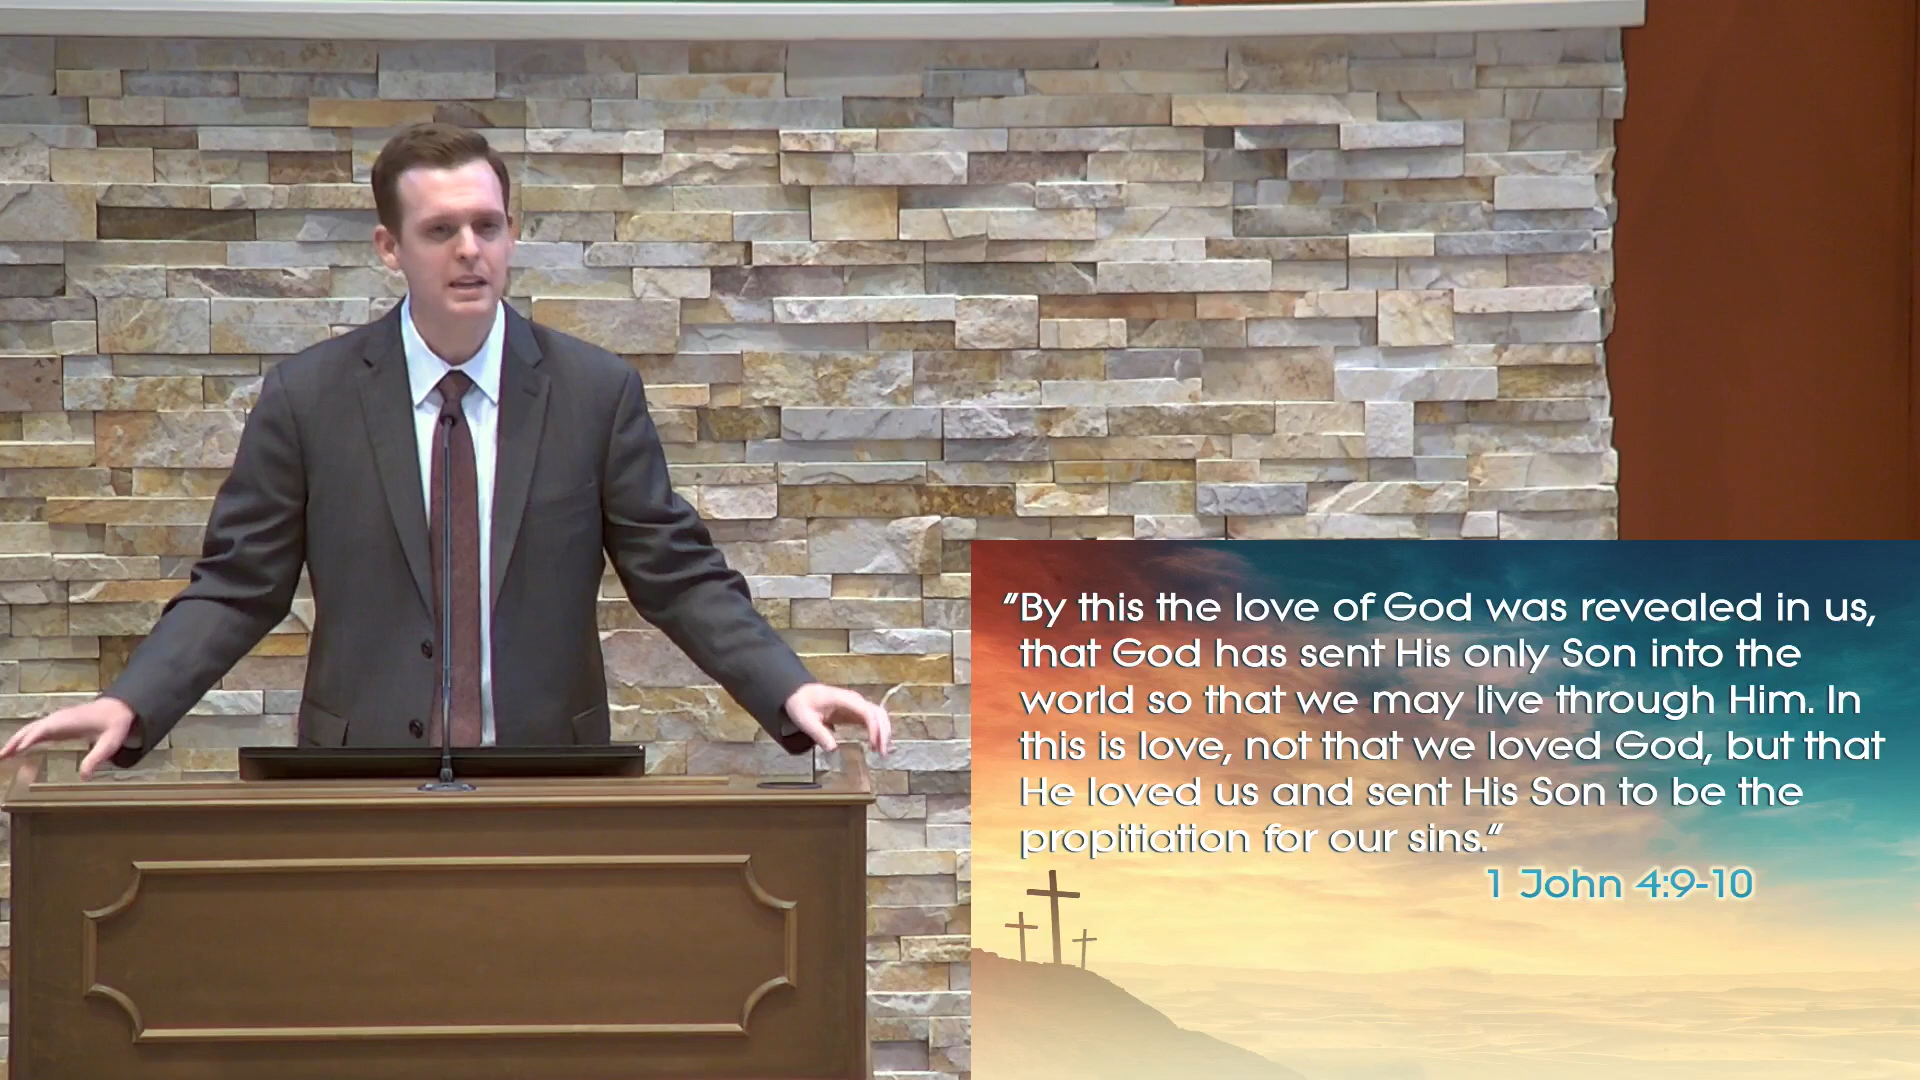 "By this the love of God was revealed in us,
that God has sent His only Son into the
world so that we may live through Him. In
this is love, not that we loved God, but that
He loved us and sent His Son to be the
propitiation for our sins."
1 John 4:9-10